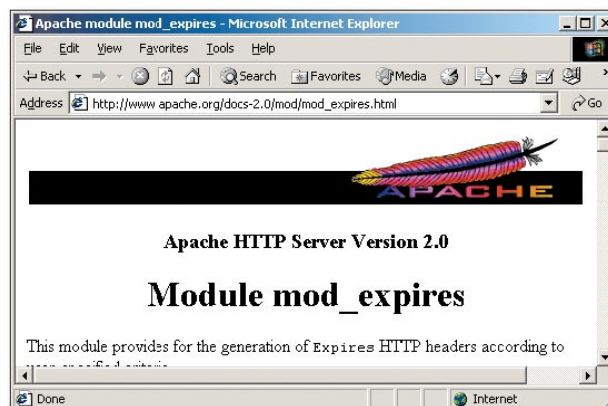 Apache module mod_expires - Microsoft Internet Explorer
File Edit View Favorites Tools Help
Back Search Favorites Media
Address http://www.apache.org/docs-2.0/mod/mod_expires.html Go
APACHE
Apache HTTP Server Version 2.0
Module mod_expires
This module provides for the generation of Expires HTTP headers according to
Done Internet